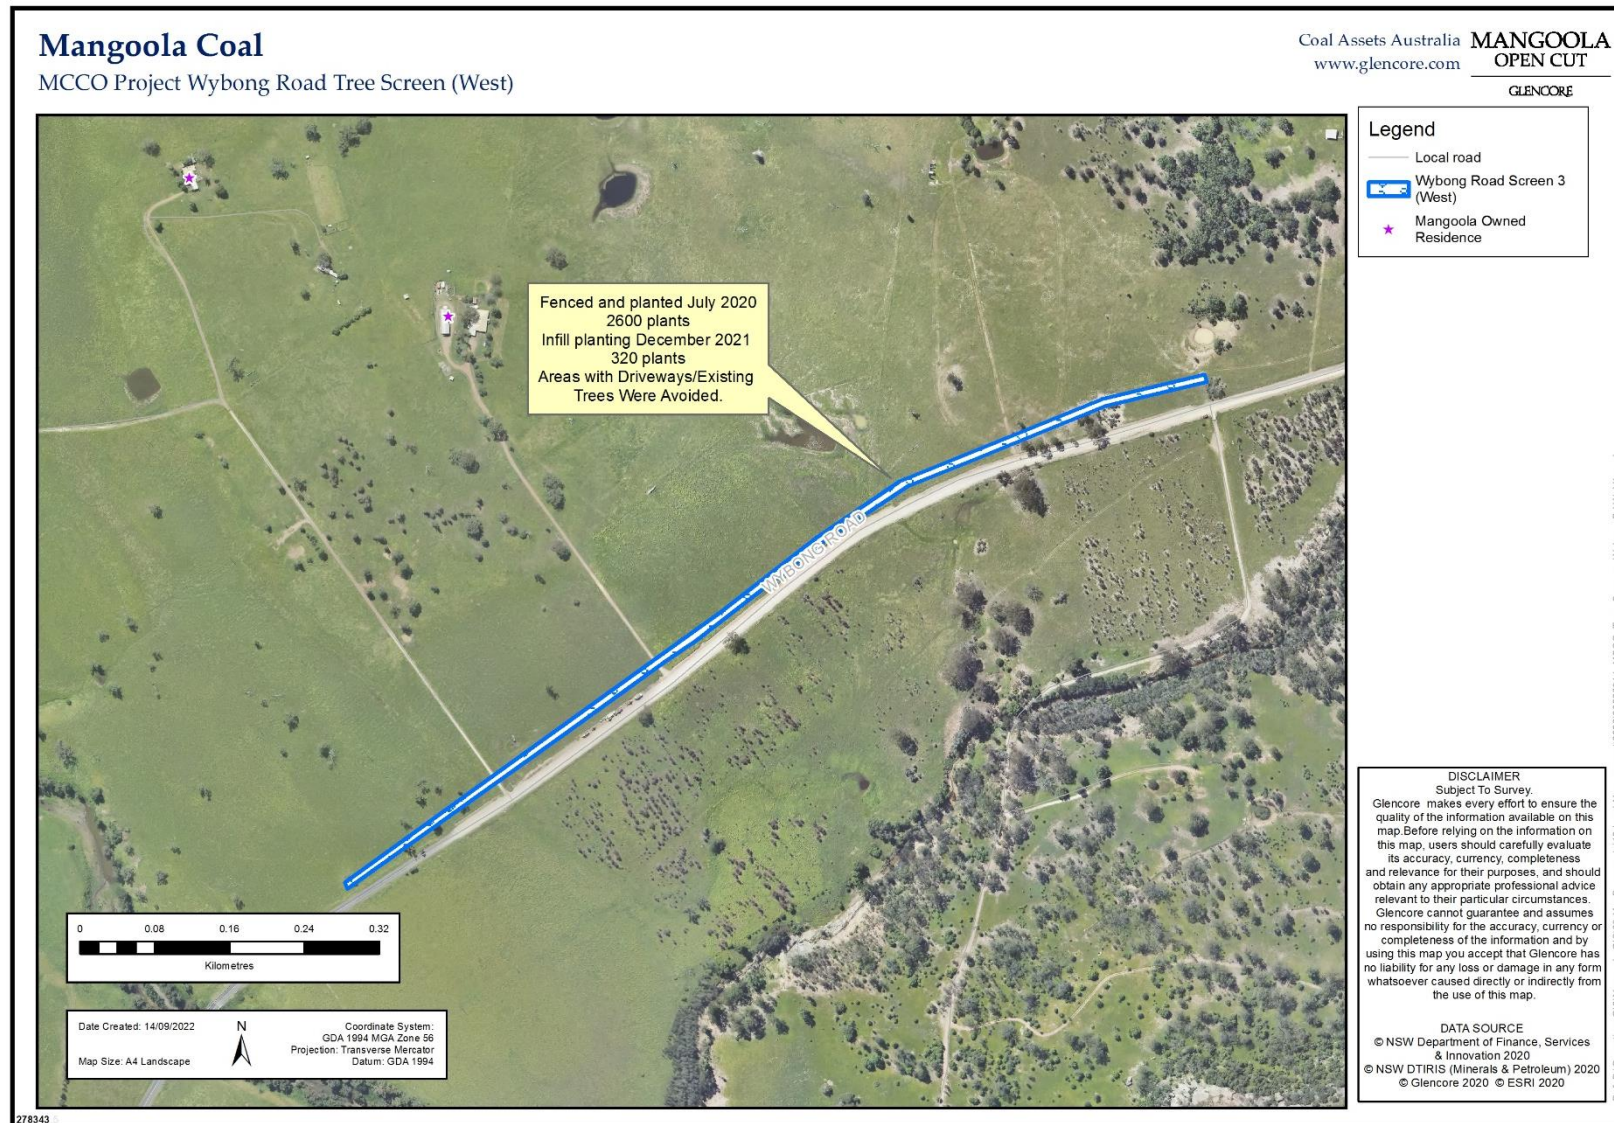 Mangoola Coal
MCCO Project Wybong Road Tree Screen (West)
Coal Assets Australia
www.glencore.com
MANGOOLA
OPEN CUT
GLENCORE
Legend
Local road
Wybong Road Screen 3
(West)
Mangoola Owned
Residence
Fenced and planted July 2020
2600 plants
Infill planting December 2021
320 plants
Areas with Driveways/Existing
Trees Were Avoided.
WYBONG ROAD
0 0.08 0.16 0.24 0.32
Kilometres
Date Created: 14/09/2022
Map Size: A4 Landscape
N
Coordinate System:
GDA 1994 MGA Zone 56
Projection: Transverse Mercator
Datum: GDA 1994
DISCLAIMER
Subject To Survey.
Glencore makes every effort to ensure the
quality of the information available on this
map.Before relying on the information on
this map, users should carefully evaluate
its accuracy, currency, completeness
and relevance for their purposes, and should
obtain any appropriate professional advice
relevant to their particular circumstances.
Glencore cannot guarantee and assumes
no responsibility for the accuracy, currency or
completeness of the information and by
using this map you accept that Glencore has
no liability for any loss or damage in any form
whatsoever caused directly or indirectly from
the use of this map.
DATA SOURCE
© NSW Department of Finance, Services
& Innovation 2020
© NSW DTIRIS (Minerals & Petroleum) 2020
© Glencore 2020 © ESRI 2020
278343